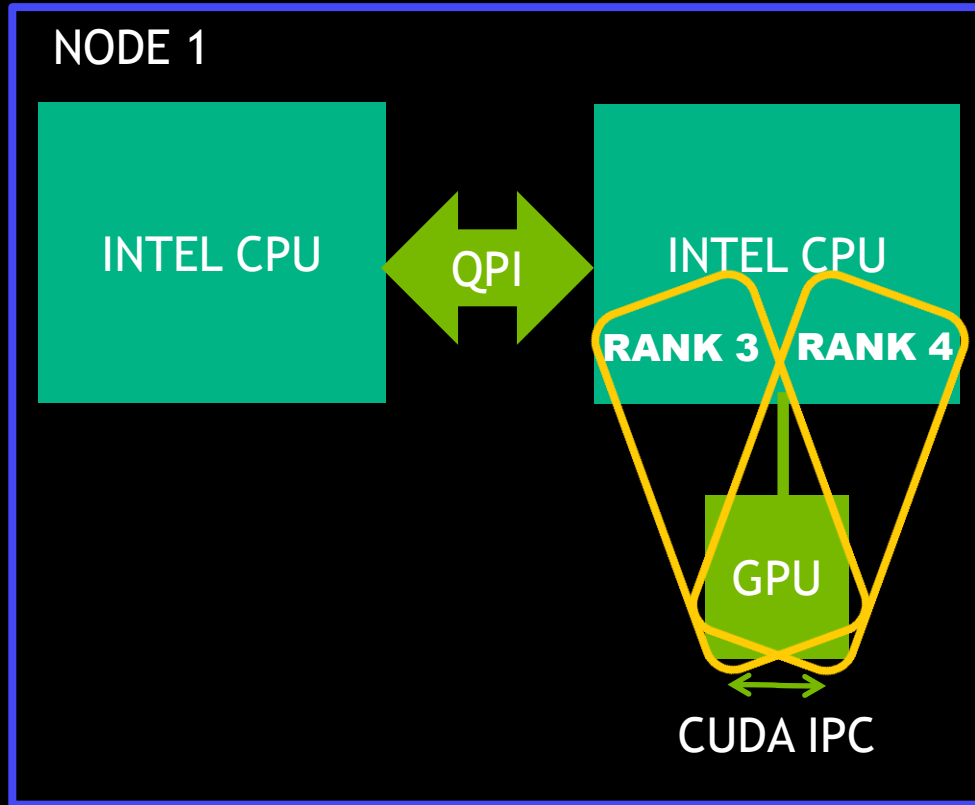 NODE 1
INTEL CPU
QPI
INTEL CPU
RANK 3
RANK 4
GPU
CUDA IPC